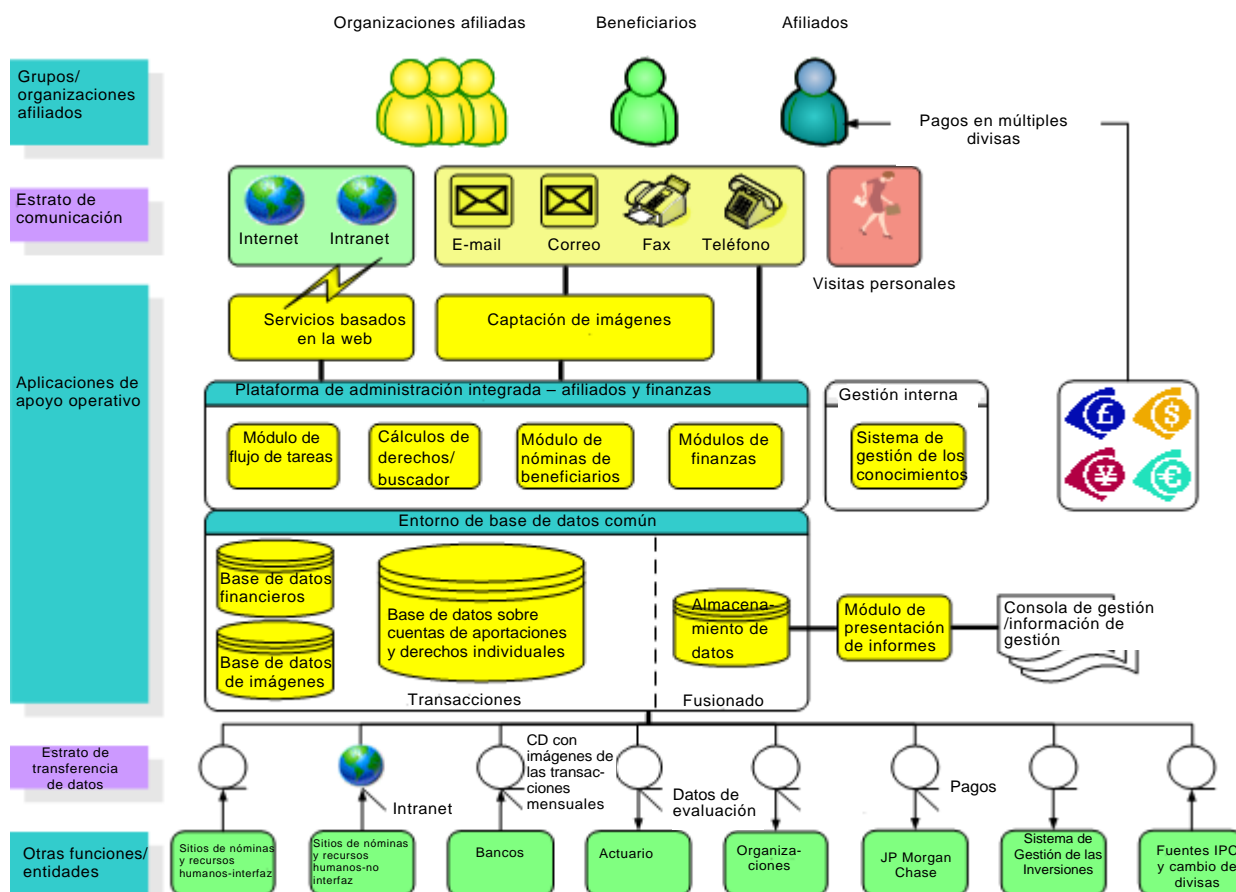 Organizaciones afiliadas
Beneficiarios
Afiliados
Grupos/
organizaciones
afiliados
Pagos en múltiples
divisas
Estrato de
comunicación
Internet
Intranet
E-mail
Correo
Fax
Teléfono
Visitas personales
Servicios basados
en la web
Captación de imágenes
Aplicaciones de
apoyo operativo
Plataforma de administración integrada – afiliados y finanzas
Gestión interna
Módulo de
flujo de tareas
Cálculos de
derechos/
buscador
Módulo de
nóminas de
beneficiarios
Módulos de
finanzas
Sistema de
gestión de los
conocimientos
£
$
¥
€
Entorno de base de datos común
Base de datos
financieros
Base de datos
de imágenes
Base de datos sobre
cuentas de aportaciones
y derechos individuales
Almacena-
miento de
datos
Módulo de
presentación
de informes
Consola de gestión
/información de
gestión
Transacciones
Fusionado
Estrato de
transferencia
de datos
Intranet
CD con
imágenes de
las transac-
ciones
mensuales
Datos de
evaluación
Pagos
Otras funciones/
entidades
Sitios de nóminas
y recursos
humanos-interfaz
Sitios de nóminas
y recursos
humanos-no
interfaz
Bancos
Actuario
Organiza-
ciones
JP Morgan
Chase
Sistema de
Gestión de las
Inversiones
Fuentes IPC
y cambio de
divisas